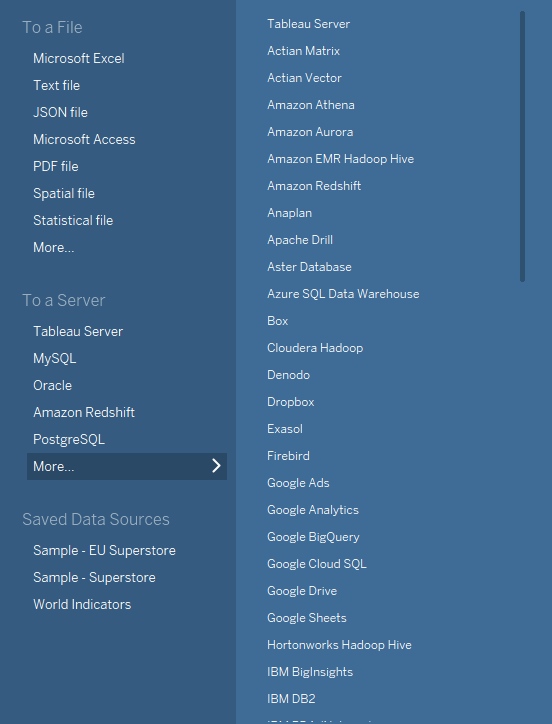 To a File
Microsoft Excel
Text file
JSON file
Microsoft Access
PDF file
Spatial file
Statistical file
More...
To a Server
Tableau Server
MySQL
Oracle
Amazon Redshift
PostgreSQL
More...
Saved Data Sources
Sample - EU Superstore
Sample - Superstore
World Indicators
Tableau Server
Actian Matrix
Actian Vector
Amazon Athena
Amazon Aurora
Amazon EMR Hadoop Hive
Amazon Redshift
Anaplan
Apache Drill
Aster Database
Azure SQL Data Warehouse
Box
Cloudera Hadoop
Denodo
Dropbox
Exasol
Firebird
Google Ads
Google Analytics
Google BigQuery
Google Cloud SQL
Google Drive
Google Sheets
Hortonworks Hadoop Hive
IBM BigInsights
IBM DB2